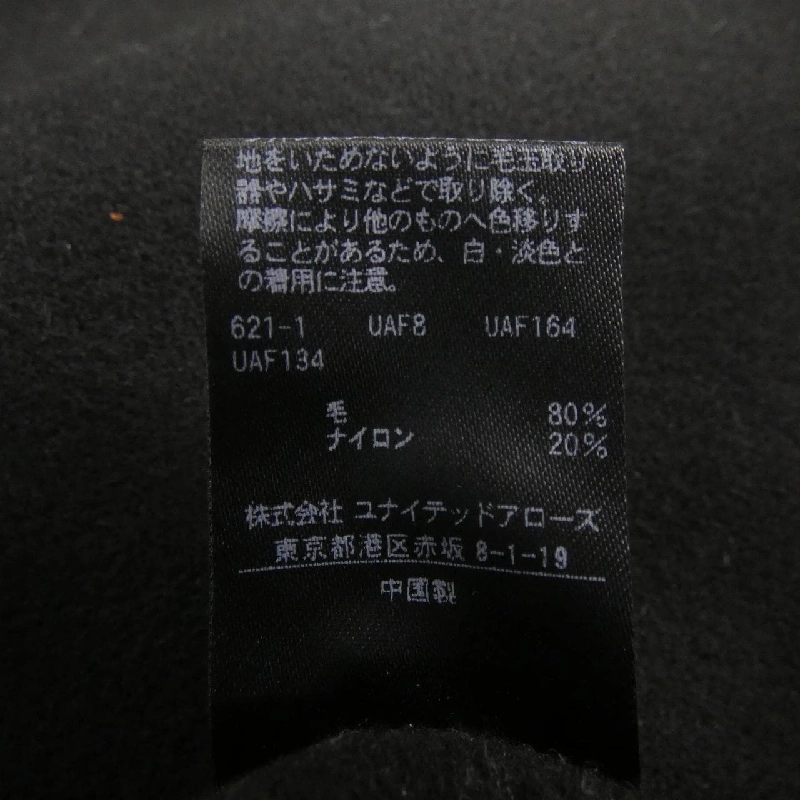 地をいためないように毛玉取り
器やハサミなどで取り除く。
摩擦により他のものへ色移りす
ることがあるため、白・淡色と
の着用に注意。
621-1 UAF8 UAF164
UAF134
毛 80%
ナイロン 20%
株式会社 ユナイテッドアローズ
東京都港区赤坂 8-1-19
中国製